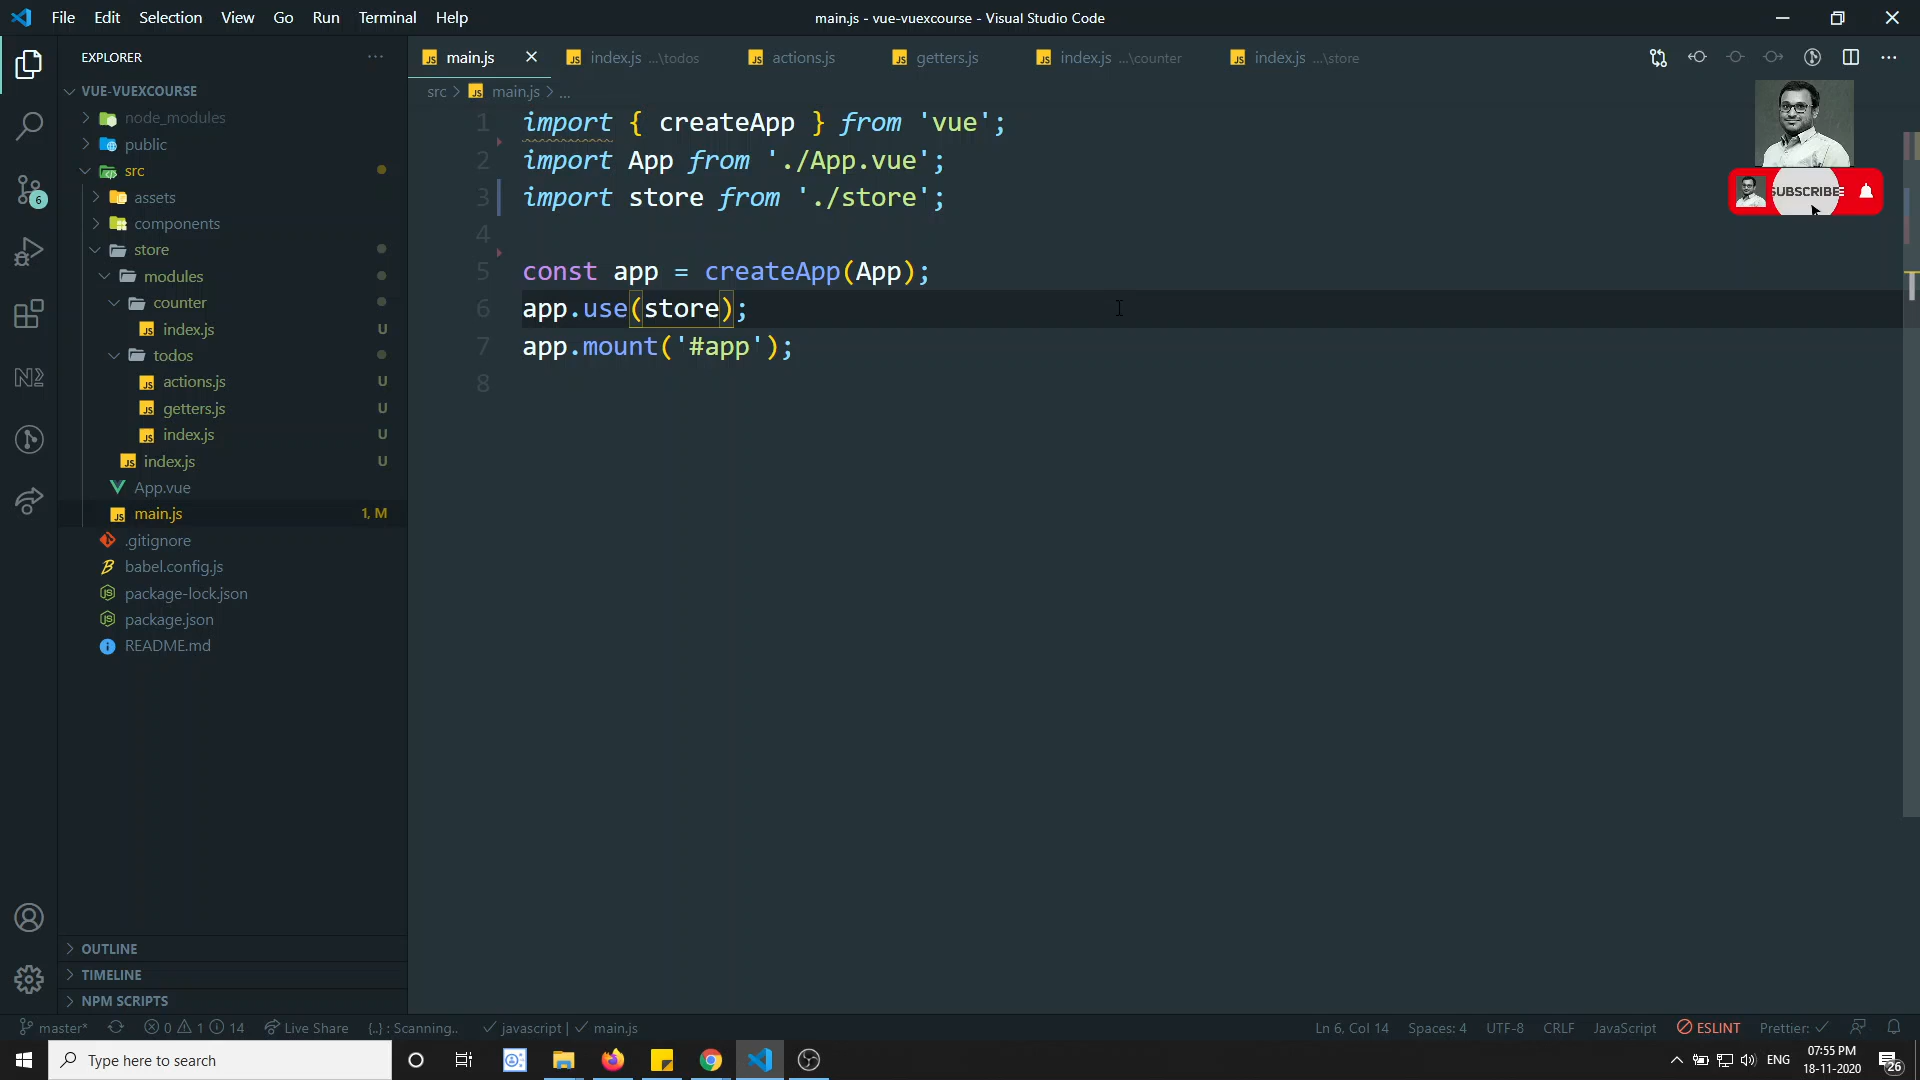 File Edit Selection View Go Run Terminal Help
main.js - vue-vuexcourse - Visual Studio Code
EXPLORER
VUE-VUEXCOURSE
node_modules
public
src
assets
components
store
modules
counter
index.js U
todos
actions.js U
getters.js U
index.js U
index.js U
App.vue
main.js 1, M
.gitignore
babel.config.js
package-lock.json
package.json
README.md
OUTLINE
TIMELINE
NPM SCRIPTS
6
main.js index.js ...\todos actions.js getters.js index.js ...\counter index.js ...\store
src > main.js > ...
1 import { createApp } from 'vue';
2 import App from './App.vue';
3 import store from './store';
4
5 const app = createApp(App);
6 app.use(store);
7 app.mount('#app');
8
SUBSCRIBE
master* 0 1 14 Live Share {..} : Scanning.. javascript | main.js
Ln 6, Col 14 Spaces: 4 UTF-8 CRLF JavaScript ESLINT Prettier:
Type here to search
ENG 07:55 PM
18-11-2020
26